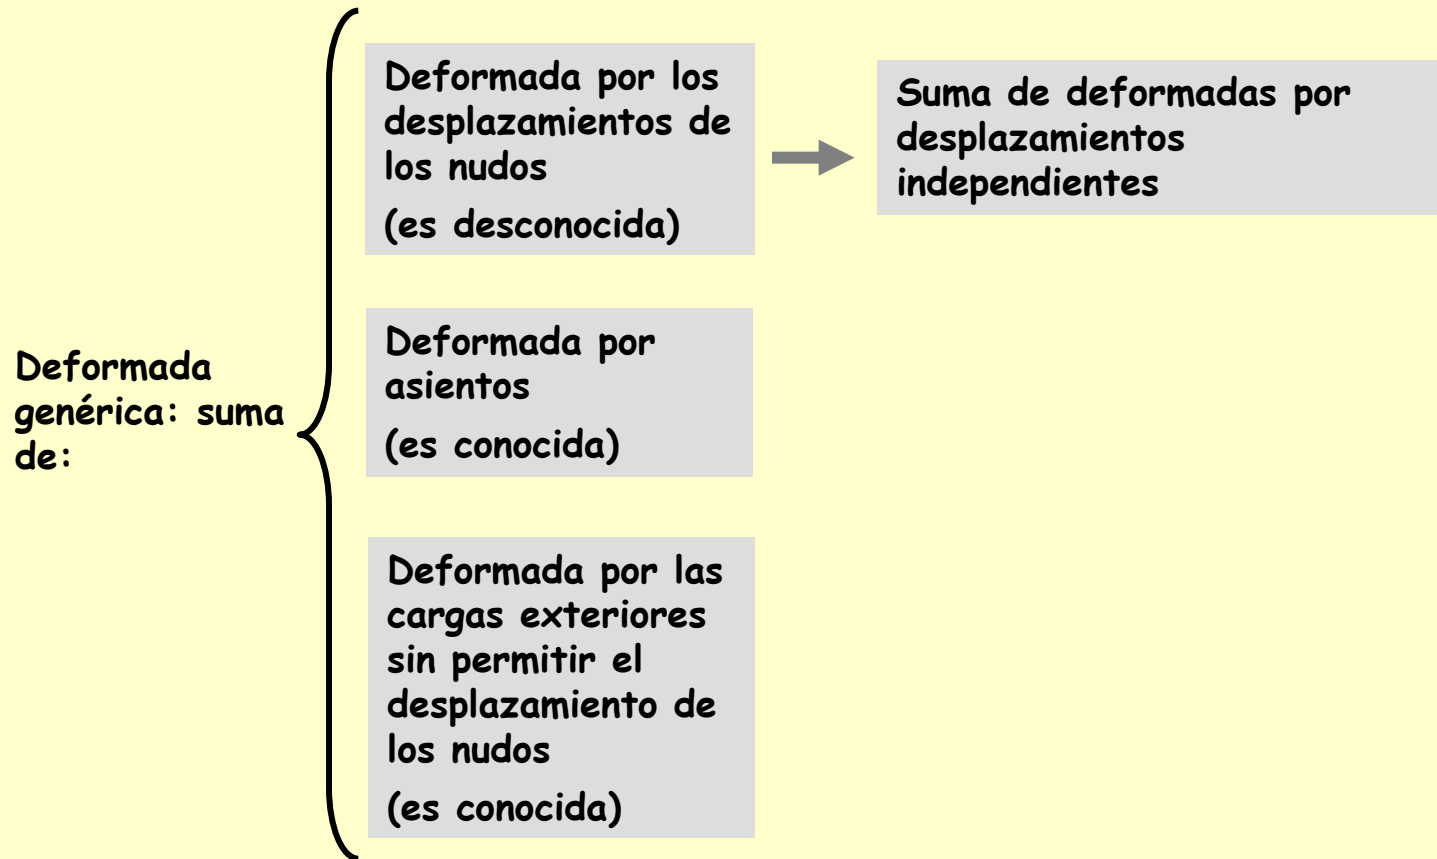 Deformada
genérica: suma
de:
Deformada por los
desplazamientos de
los nudos
(es desconocida)
Suma de deformadas por
desplazamientos
independientes
Deformada por
asientos
(es conocida)
Deformada por las
cargas exteriores
sin permitir el
desplazamiento de
los nudos
(es conocida)